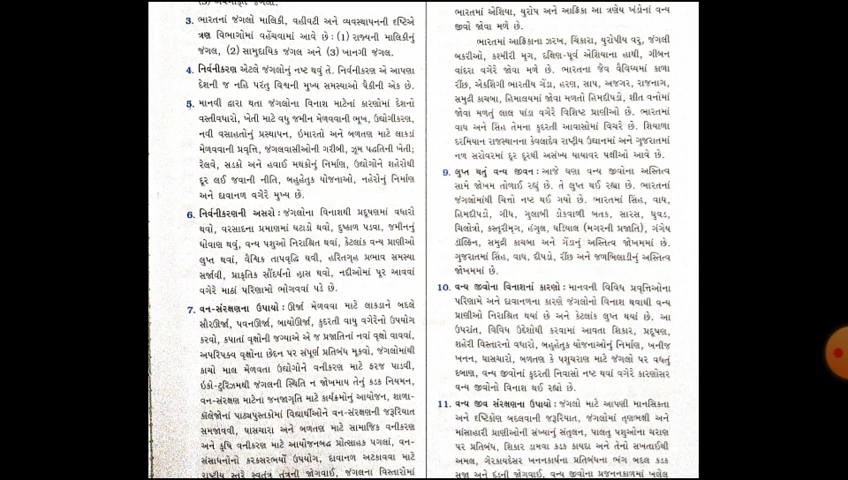 3. ભારતનાં જંગલો માલિકી, વહીવટી અને વ્યવસ્થાપનની દૃષ્ટિએ
ત્રણ વિભાગોમાં વહેંચવામાં આવે છે : (1) રાજ્યની માલિકીનું
જંગલ, (2) સામુદાયિક જંગલ અને (3) ખાનગી જંગલ.
4. નિર્વનીકરણ એટલે જંગલોનું નષ્ટ થવું તે. નિર્વનીકરણ એ આપણા
દેશની જ નહિ પરંતુ વિશ્વની મુખ્ય સમસ્યાઓ પૈકીની એક છે.
5. માનવી દ્વારા થતા જંગલોના વિનાશ માટેનાં કારણોમાં દેશનો
વસ્તીવધારો, ખેતી માટે વધુ જમીન મેળવવાની ભૂખ, ઉદ્યોગીકરણ,
નવી વસાહતોનું પ્રસ્થાપન, ઇમારતો અને બળતણ માટે લાકડાં
મેળવવાની પ્રવૃત્તિ, જંગલવાસીઓની ગરીબી, ઝૂમ પદ્ધતિની ખેતી;
રેલવે, સડકો અને હવાઈ મથકોનું નિર્માણ, ઉદ્યોગોને શહેરોથી
દૂર લઈ જવાની નીતિ, બહુહેતુક યોજનાઓ, નહેરોનું નિર્માણ
અને દાવાનળ વગેરે મુખ્ય છે.
6. નિર્વનીકરણની અસરો : જંગલોના વિનાશથી પ્રદૂષણમાં વધારો
થવો, વરસાદના પ્રમાણમાં ઘટાડો થવો, દુષ્કાળ પડવા, જમીનનું
ધોવાણ થવું, વન્ય પશુઓ નિરાશ્રિત થવાં, કેટલાંક વન્ય પ્રાણીઓ
લુપ્ત થવાં, વૈશ્વિક તાપવૃદ્ધિ થવી, હરિતગૃહ પ્રભાવ સમસ્યા
સર્જાવી, પ્રાકૃતિક સૌંદર્યનો હ્રાસ થવો, નદીઓમાં પૂર આવવાં
વગેરે માઠાં પરિણામો ભોગવવાં પડે છે.
7. વન-સંરક્ષણના ઉપાયો : ઊર્જા મેળવવા માટે લાકડાને બદલે
સૌરઊર્જા, પવનઊર્જા, બાયોઊર્જા, કુદરતી વાયુ વગેરેનો ઉપયોગ
કરવો, કપાતાં વૃક્ષોની જગ્યાએ એ જ પ્રજાતિનાં નવાં વૃક્ષો વાવવાં,
અપરિપક્વ વૃક્ષોના છેદન પર સંપૂર્ણ પ્રતિબંધ મૂકવો, જંગલોમાંથી
કાચો માલ મેળવતા ઉદ્યોગોને વનીકરણ માટે ફરજ પાડવી,
ઇકો-ટુરિઝમથી જંગલની સ્થિતિ ન જોખમાય તેનું કડક નિયમન,
વન-સંરક્ષણ માટેના જનજાગૃતિ માટે કાર્યક્રમોનું આયોજન, શાળા-
કૉલેજોનાં પાઠ્યપુસ્તકોમાં વિદ્યાર્થીઓને વન-સંરક્ષણની જરૂરિયાત
સમજાવવી, ઘાસચારા અને બળતણ માટે સામાજિક વનીકરણ
અને કૃષિ વનીકરણ માટે આયોજનબદ્ધ પ્રોત્સાહક પગલાં, વન-
સંસાધનોનો કરકસરભર્યો ઉપયોગ, દાવાનળ અટકાવવા માટે
રાષ્ટ્રીય સ્તરે સ્વતંત્ર તંત્રની જોગવાઈ, જંગલના વિસ્તારોમાં
ભારતમાં એશિયા, યુરોપ અને આફ્રિકા આ ત્રણેય ખંડોનાં વન્ય
જીવો જોવા મળે છે.
ભારતમાં આફ્રિકાના ઝરખ, ચિંકારા, યુરોપીય વરુ, જંગલી
બકરીઓ, કશ્મીરી મૃગ, દક્ષિણ-પૂર્વ એશિયાના હાથી, ગીબન
વાંદરા વગેરે જોવા મળે છે. ભારતના જૈવ વૈવિધ્યમાં કાળા
રીંછ, એકશિંગી ભારતીય ગેંડા, હરણ, સાપ, અજગર, રાજનાગ,
સમુદ્રી કાચબા, હિમાલયમાં જોવા મળતો હિમદીપડો, શીત વનોમાં
જોવા મળતું લાલ પાંડા વગેરે વિશિષ્ટ પ્રાણીઓ છે. ભારતમાં
વાઘ અને સિંહ તેમના કુદરતી આવાસોમાં વિચરે છે. શિયાળા
દરમિયાન રાજસ્થાનના કેવલાદેવ રાષ્ટ્રીય ઉદ્યાનમાં અને ગુજરાતમાં
નળ સરોવરમાં દૂર દૂરથી અસંખ્ય યાયાવર પક્ષીઓ આવે છે.
9. લુપ્ત થતું વન્ય જીવન : આજે ઘણા વન્ય જીવોના અસ્તિત્વ
સામે જોખમ તોળાઈ રહ્યું છે. તે લુપ્ત થઈ રહ્યા છે. ભારતનાં
જંગલોમાંથી ચિત્તો નષ્ટ થઈ ગયો છે. ભારતમાં સિંહ, વાઘ,
હિમદીપડો, ગીધ, ગુલાબી ડોકવાળી બતક, સારસ, ઘુવડ,
ચિલોત્રો, કસ્તૂરીમૃગ, હંગુલ, ઘડિયાલ (મગરની પ્રજાતિ), ગંગેય
ડોલ્ફિન, સમુદ્રી કાચબા અને ગેંડાનું અસ્તિત્વ જોખમમાં છે.
ગુજરાતમાં સિંહ, વાઘ, દીપડો, રીંછ અને જળબિલાડીનું અસ્તિત્વ
જોખમમાં છે.
10. વન્ય જીવોના વિનાશનાં કારણો : માનવની વિવિધ પ્રવૃત્તિઓના
પરિણામે અને દાવાનળના કારણે જંગલોનો વિનાશ થવાથી વન્ય
પ્રાણીઓ નિરાશ્રિત થયાં છે અને કેટલાંક લુપ્ત થયાં છે. આ
ઉપરાંત, વિવિધ ઉદ્દેશોથી કરવામાં આવતા શિકાર, પ્રદૂષણ,
શહેરી વિસ્તારનો વધારો, બહુહેતુક યોજનાઓનું નિર્માણ, ખનીજ
ખનન, ઘાસચારો, બળતણ કે પશુચરાણ માટે જંગલો પર વધતું
દબાણ, વન્ય જીવોનાં કુદરતી નિવાસો નષ્ટ થવાં વગેરે કારણોસર
વન્ય જીવોનો વિનાશ થઈ રહ્યો છે.
11. વન્ય જીવ સંરક્ષણના ઉપાયો : જંગલો માટે આપણી માનસિકતા
અને દૃષ્ટિકોણ બદલવાની જરૂરિયાત, જંગલોમાં તૃણભક્ષી અને
માંસાહારી પ્રાણીઓની સંખ્યાનું સંતુલન, પાલતુ પશુઓના ચરાણ
પર પ્રતિબંધ, શિકાર ડામવા કડક કાયદા અને તેનો સખતાઈથી
અમલ, ગેરકાયદેસર ખનનકાર્યના પ્રતિબંધના ભંગ બદલ કડક
સજા અને દંડની જોગવાઈ, વન્ય જીવોના પ્રજનનકાળમાં ખલેલ